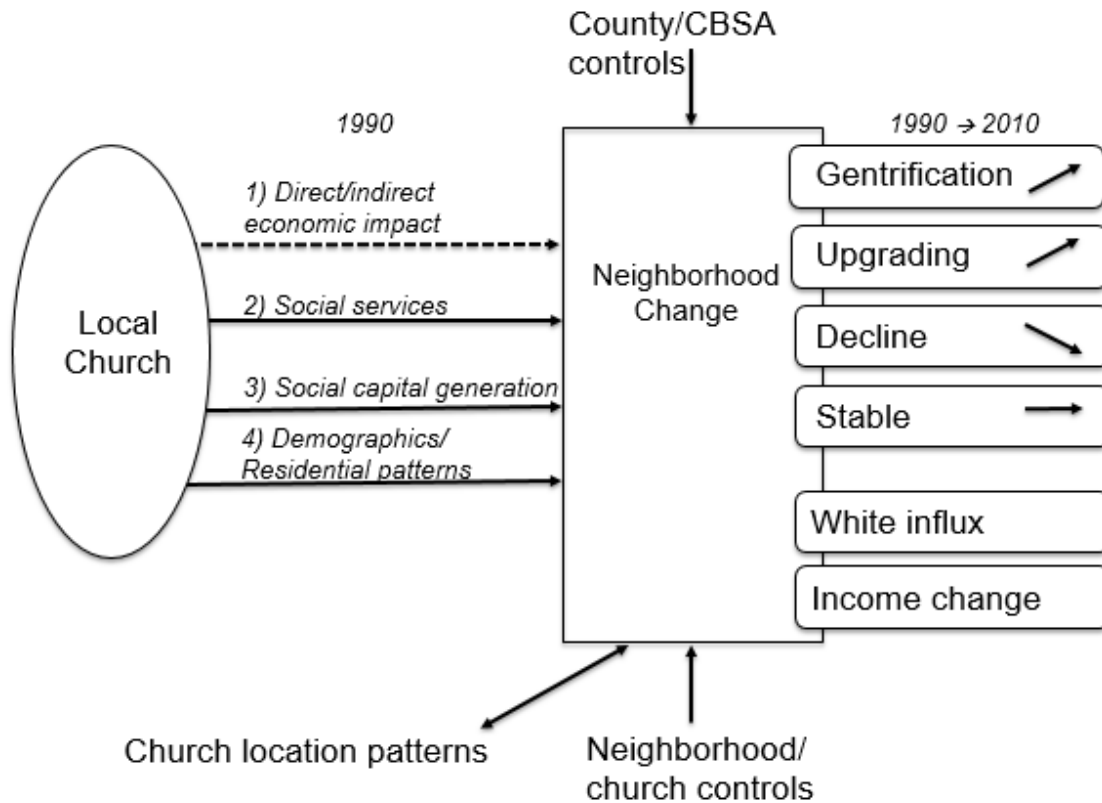 County/CBSA
controls
1990
1990 → 2010
1) Direct/indirect
economic impact
2) Social services
3) Social capital generation
4) Demographics/
Residential patterns
Local
Church
Neighborhood
Change
Gentrification
Upgrading
Decline
Stable
White influx
Income change
Church location patterns
Neighborhood/
church controls